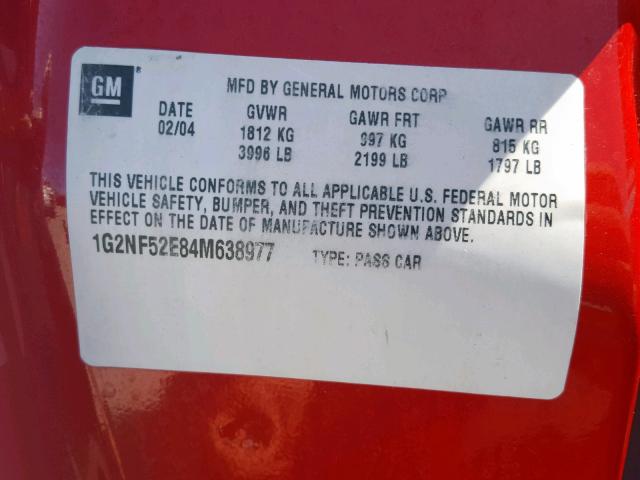 GM
®
MFD BY GENERAL MOTORS CORP
DATE GVWR GAWR FRT GAWR RR
02/04 1812 KG 997 KG 815 KG
3996 LB 2199 LB 1797 LB
THIS VEHICLE CONFORMS TO ALL APPLICABLE U.S. FEDERAL MOTOR
VEHICLE SAFETY, BUMPER, AND THEFT PREVENTION STANDARDS IN
EFFECT ON THE DATE OF MANUFACTURE SHOWN ABOVE.
1G2NF52E84M638977 TYPE: PASS CAR